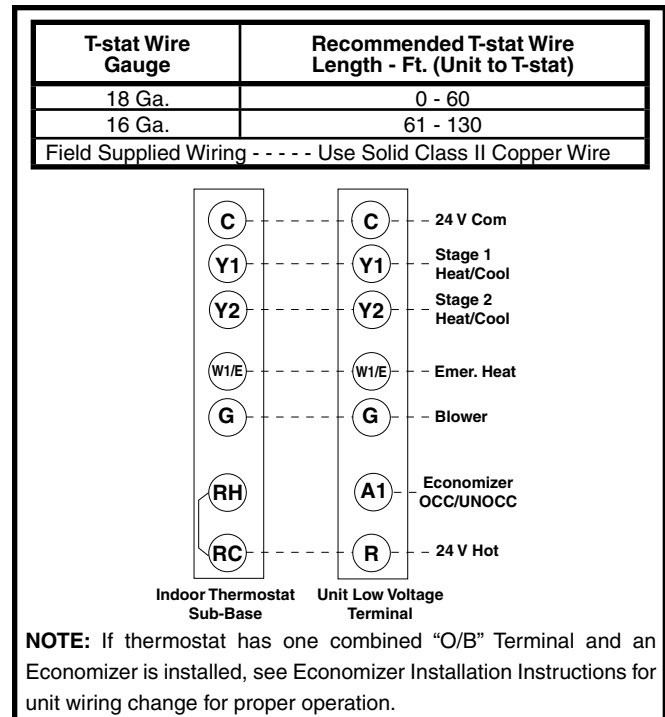 T-stat Wire Gauge Recommended T-stat Wire Length - Ft. (Unit to T-stat)
18 Ga. 0 - 60
16 Ga. 61 - 130
Field Supplied Wiring - - - - - Use Solid Class II Copper Wire
C C 24 V Com
Y1 Y1 Stage 1 Heat/Cool
Y2 Y2 Stage 2 Heat/Cool
W1/E W1/E Emer. Heat
G G Blower
RH A1 Economizer OCC/UNOCC
RC R 24 V Hot
Indoor Thermostat Sub-Base Unit Low Voltage Terminal
NOTE: If thermostat has one combined “O/B” Terminal and an
Economizer is installed, see Economizer Installation Instructions for
unit wiring change for proper operation.